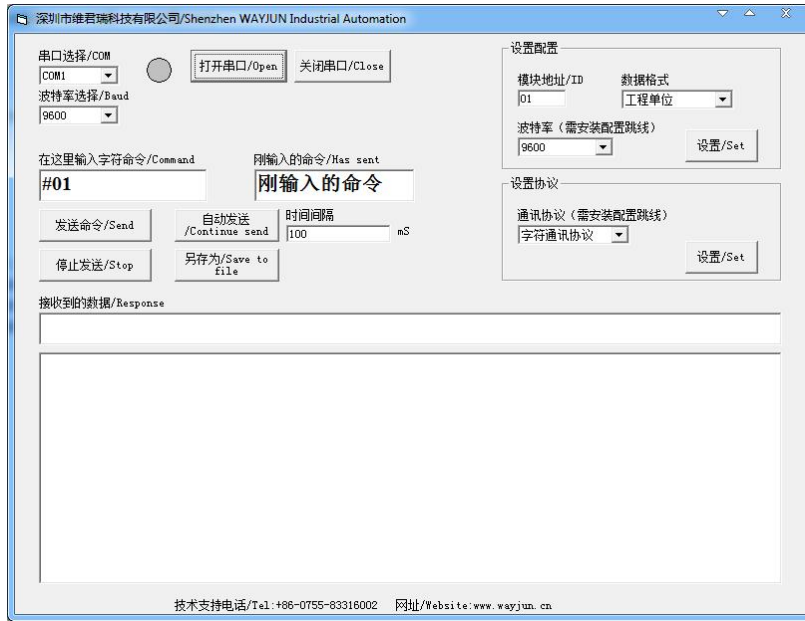 深圳市维君瑞科技有限公司/Shenzhen WAYJUN Industrial Automation
串口选择/COM
COM1
打开串口/Open
关闭串口/Close
波特率选择/Baud
9600
设置配置
模块地址/ID
数据格式
01
工程单位
波特率（需安装配置跳线）
9600
设置/Set
在这里输入字符命令/Command
刚输入的命令/Has sent
#01
刚输入的命令
设置协议
通讯协议（需安装配置跳线）
字符通讯协议
设置/Set
发送命令/Send
自动发送
/Continue send
时间间隔
100
mS
停止发送/Stop
另存为/Save to
file
接收到的数据/Response
技术支持电话/Tel:+86-0755-83316002 网址/Website:www.wayjun.cn